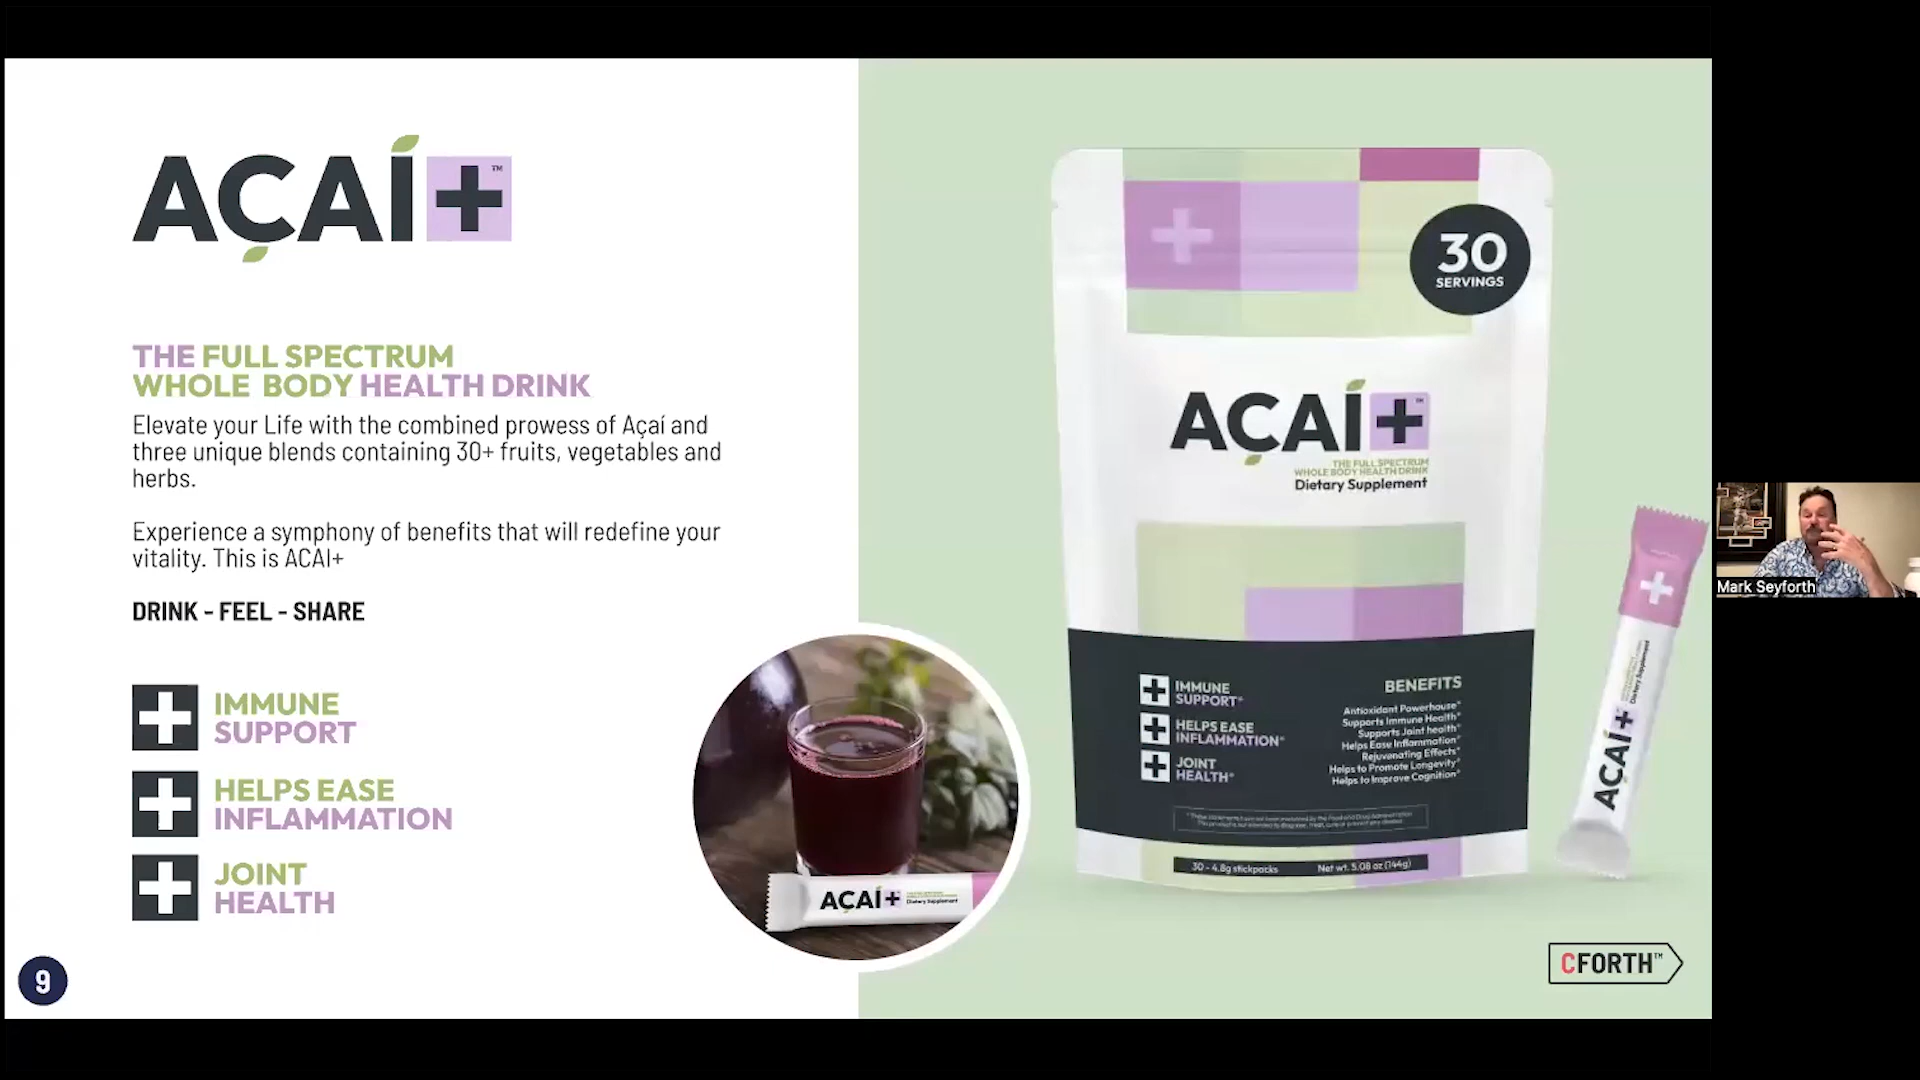 AÇAÍ+™
THE FULL SPECTRUM
WHOLE BODY HEALTH DRINK
Elevate your Life with the combined prowess of Açaí and
three unique blends containing 30+ fruits, vegetables and
herbs.
Experience a symphony of benefits that will redefine your
vitality. This is ACAI+
DRINK - FEEL - SHARE
IMMUNE
SUPPORT
HELPS EASE
INFLAMMATION
JOINT
HEALTH
9
AÇAÍ+
Dietary Supplement
30
SERVINGS
AÇAÍ+™
THE FULL SPECTRUM
WHOLE BODY HEALTH DRINK
Dietary Supplement
IMMUNE
SUPPORT*
HELPS EASE
INFLAMMATION*
JOINT
HEALTH*
BENEFITS
Antioxidant Powerhouse*
Supports Immune Health*
Supports Joint health*
Helps Ease Inflammation*
Rejuvenating Effects*
Helps to Promote Longevity*
Helps to Improve Cognition*
30 - 4.8g stickpacks
Net wt. 5.08 oz (144g)
AÇAÍ+
Dietary Supplement
CFORTH™
Mark Seyforth